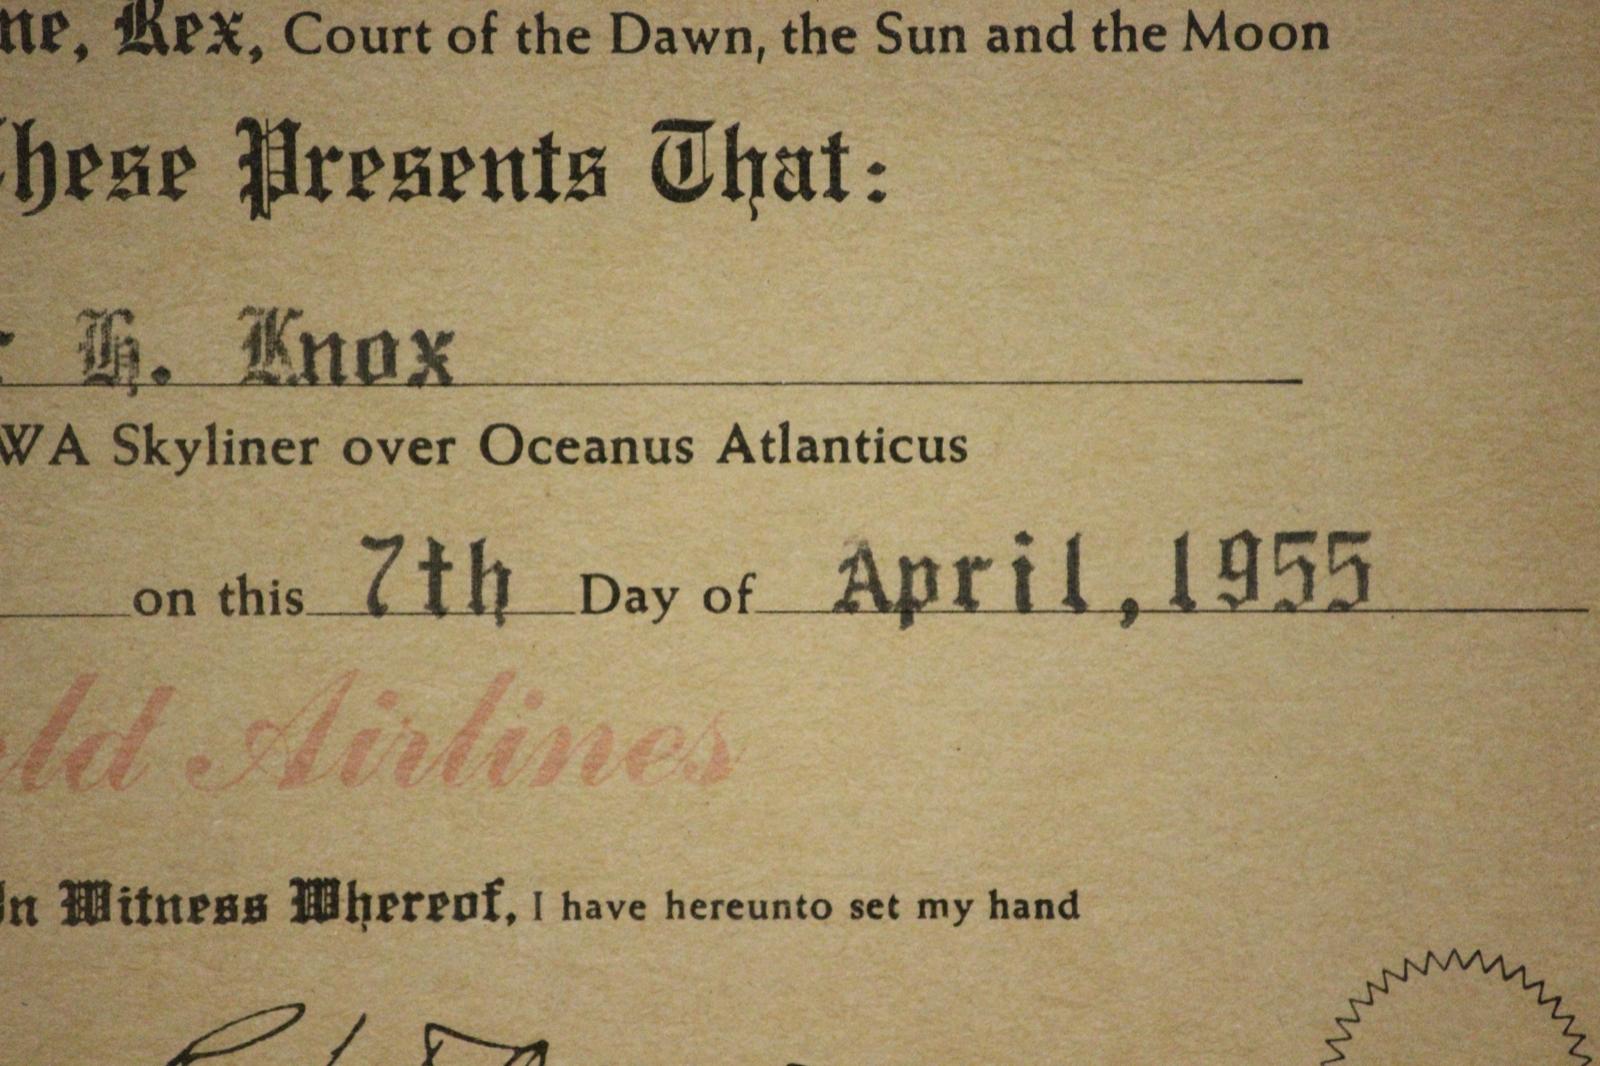 ne, Rex, Court of the Dawn, the Sun and the Moon
hese Presents That:
H. Knox
WA Skyliner over Oceanus Atlanticus
on this 7th Day of April, 1955
ld Airlines
In Witness Whereof, I have hereunto set my hand